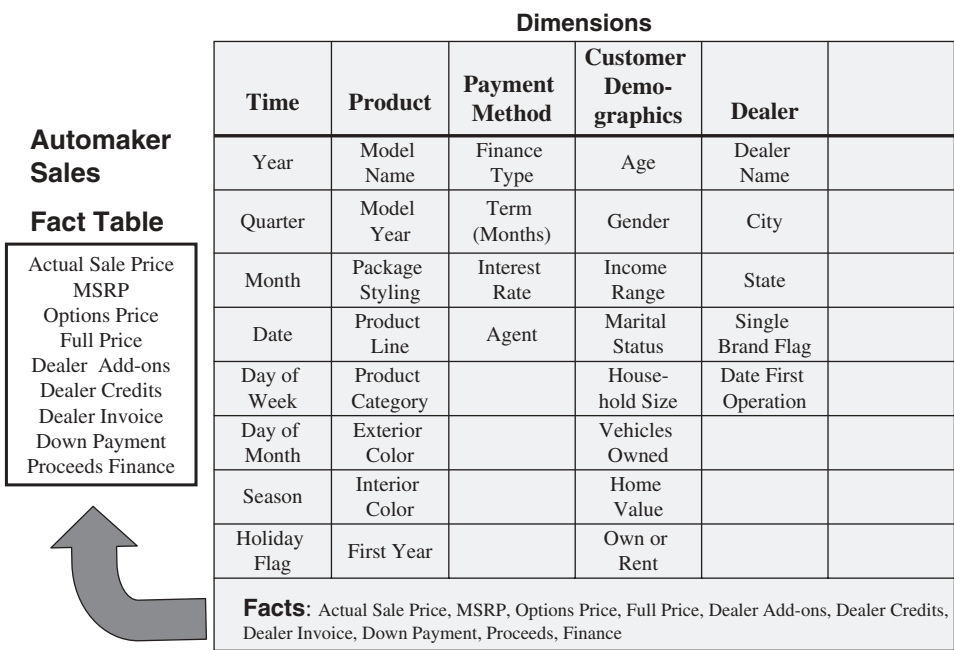 Dimensions
Automaker
Sales
Fact Table
Actual Sale Price
MSRP
Options Price
Full Price
Dealer Add-ons
Dealer Credits
Dealer Invoice
Down Payment
Proceeds Finance
Time
Product
Payment
Method
Customer
Demo-
graphics
Dealer
Year
Model
Name
Finance
Type
Age
Dealer
Name
Quarter
Model
Year
Term
(Months)
Gender
City
Month
Package
Styling
Interest
Rate
Income
Range
State
Date
Product
Line
Agent
Marital
Status
Single
Brand Flag
Day of
Week
Product
Category
House-
hold Size
Date First
Operation
Day of
Month
Exterior
Color
Vehicles
Owned
Season
Interior
Color
Home
Value
Holiday
Flag
First Year
Own or
Rent
Facts: Actual Sale Price, MSRP, Options Price, Full Price, Dealer Add-ons, Dealer Credits,
Dealer Invoice, Down Payment, Proceeds, Finance